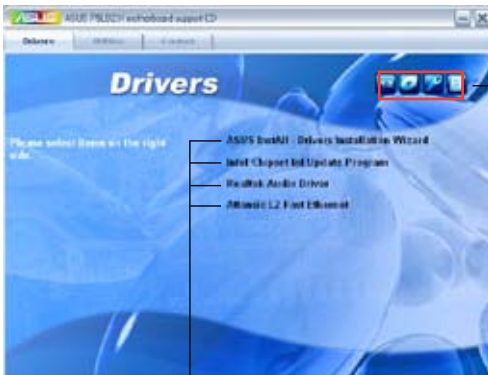 ASUS P5LD2-VM motherboard support CD
Drivers Utilities Contact
Drivers
Please select items on the right
side.
ASUS InstAll - Drivers Installation Wizard
Intel Chipset Inf Update Program
Realtek Audio Driver
Attansic L2 Fast Ethernet